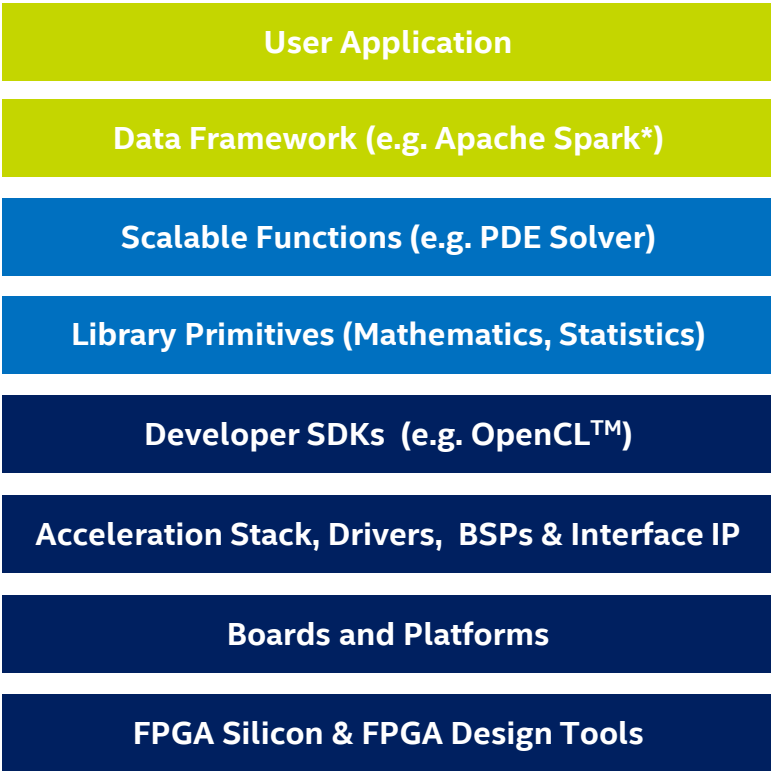 User Application
Data Framework (e.g. Apache Spark*)
Scalable Functions (e.g. PDE Solver)
Library Primitives (Mathematics, Statistics)
Developer SDKs  (e.g. OpenCL™)
Acceleration Stack, Drivers,  BSPs & Interface IP
Boards and Platforms
FPGA Silicon & FPGA Design Tools